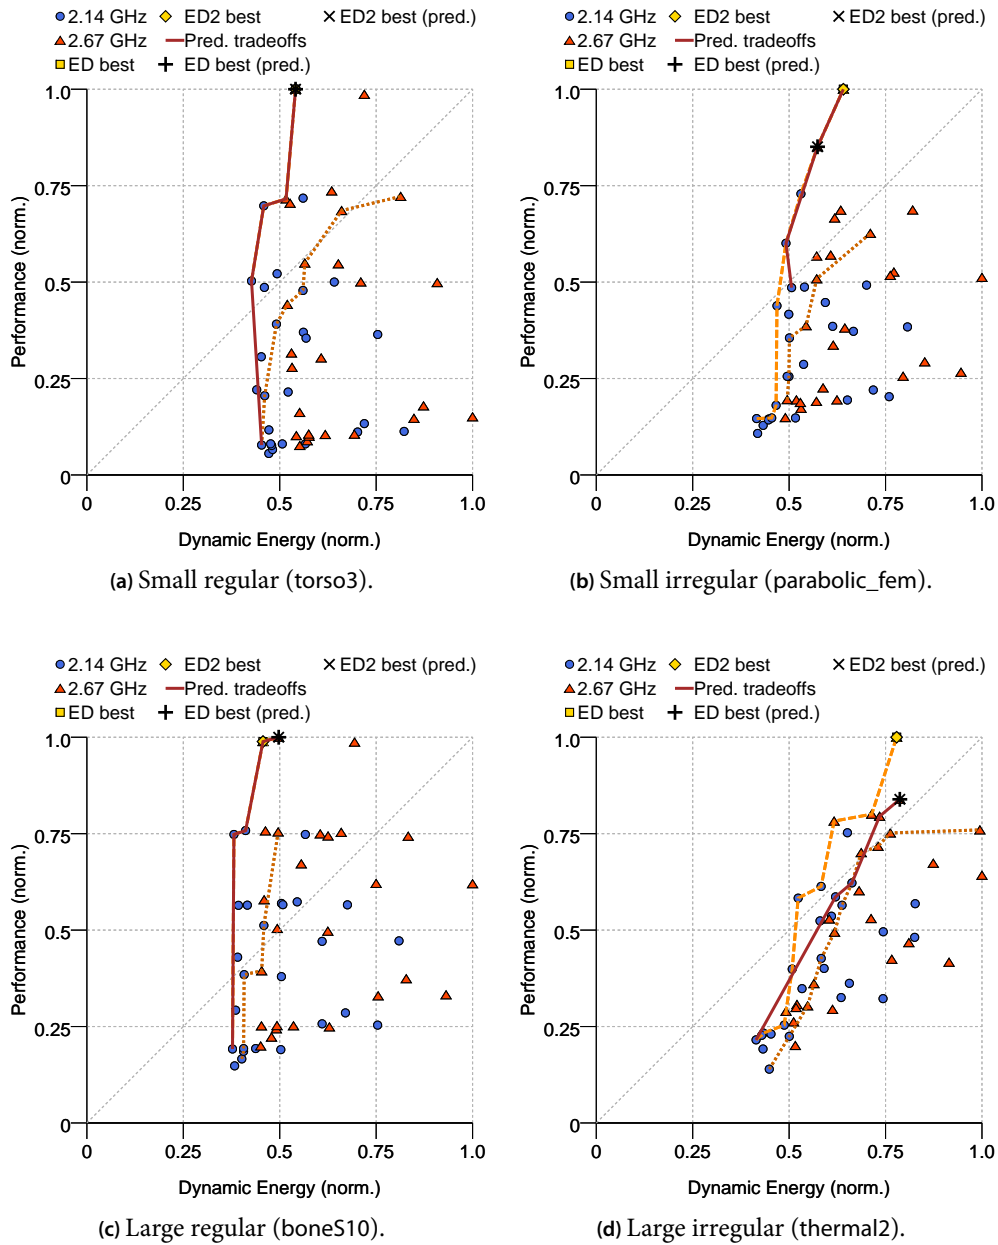 2.14 GHz ED2 best ED2 best (pred.)
2.67 GHz Pred. tradeoffs
ED best ED best (pred.)
1.0
0.75
0.5
0.25
0
Performance (norm.)
0 0.25 0.5 0.75 1.0
Dynamic Energy (norm.)
(a) Small regular (torso3).
2.14 GHz ED2 best ED2 best (pred.)
2.67 GHz Pred. tradeoffs
ED best ED best (pred.)
1.0
0.75
0.5
0.25
0
Performance (norm.)
0 0.25 0.5 0.75 1.0
Dynamic Energy (norm.)
(b) Small irregular (parabolic_fem).
2.14 GHz ED2 best ED2 best (pred.)
2.67 GHz Pred. tradeoffs
ED best ED best (pred.)
1.0
0.75
0.5
0.25
0
Performance (norm.)
0 0.25 0.5 0.75 1.0
Dynamic Energy (norm.)
(c) Large regular (boneS10).
2.14 GHz ED2 best ED2 best (pred.)
2.67 GHz Pred. tradeoffs
ED best ED best (pred.)
1.0
0.75
0.5
0.25
0
Performance (norm.)
0 0.25 0.5 0.75 1.0
Dynamic Energy (norm.)
(d) Large irregular (thermal2).